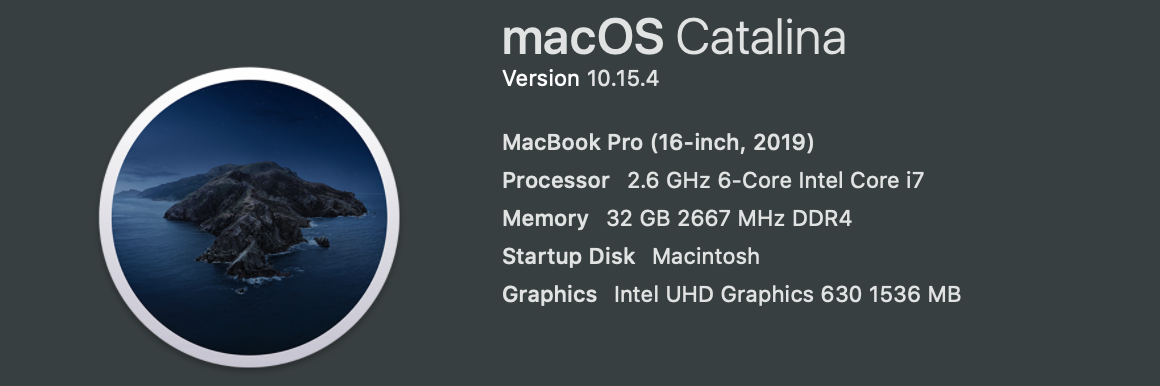 macOS Catalina
Version 10.15.4
MacBook Pro (16-inch, 2019)
Processor 2.6 GHz 6-Core Intel Core i7
Memory 32 GB 2667 MHz DDR4
Startup Disk Macintosh
Graphics Intel UHD Graphics 630 1536 MB